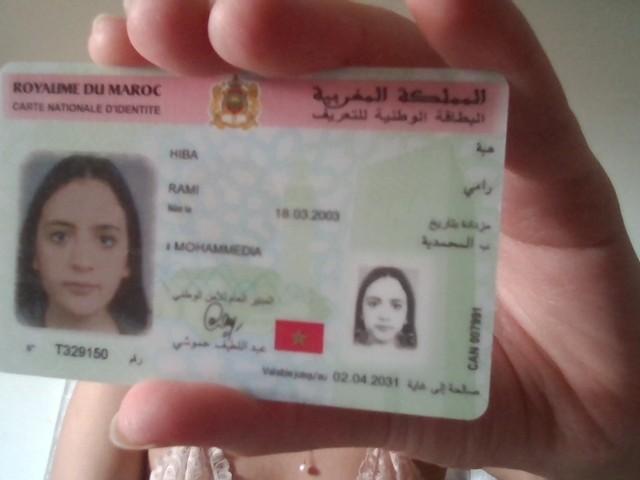 ROYAUME DU MAROC
المملكة المغربية
CARTE NATIONALE D'IDENTITE
البطاقة الوطنية للتعريف
HIBA
هبة
RAMI
رامي
Née le 18.03.2003 مزدادة بتاريخ
à MOHAMMEDIA
ب المحمدية
المدير العام للأمن الوطني
عبد اللطيف حموشي
N° T329150 رقم
CAN 007991
Valable jusqu'au 02.04.2031 صالحة إلى غاية